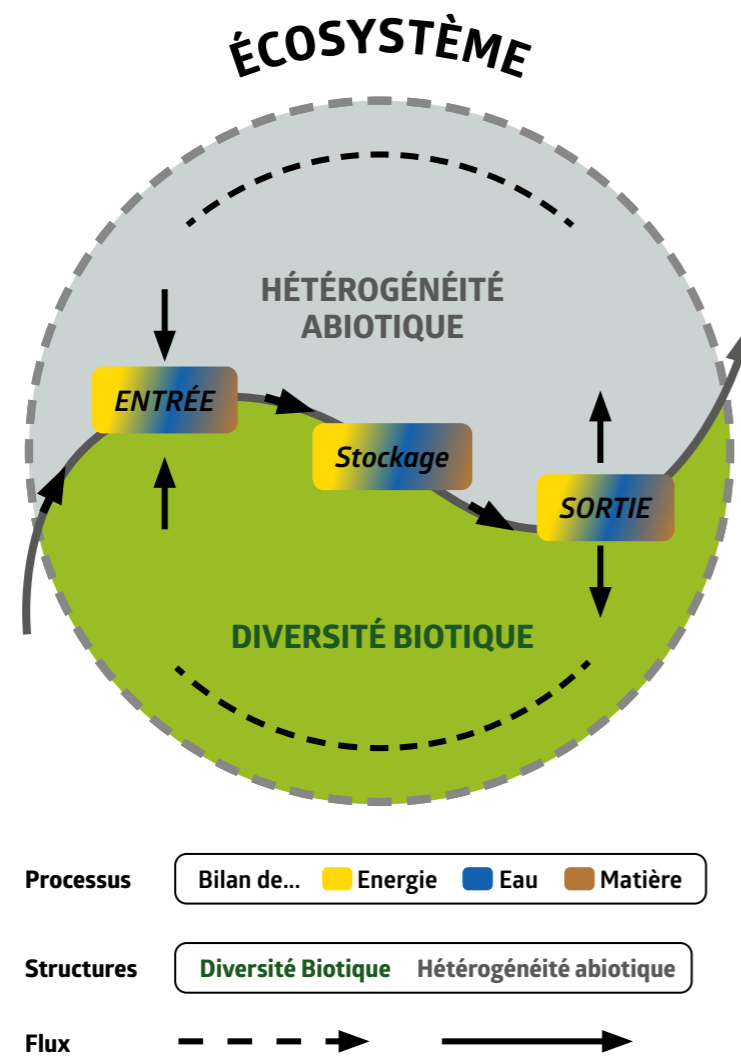 ÉCOSYSTÈME
HÉTÉROGÉNÉITÉ
ABIOTIQUE
ENTRÉE
Stockage
SORTIE
DIVERSITÉ BIOTIQUE
Processus Bilan de... Energie Eau Matière
Structures Diversité Biotique Hétérogénéité abiotique
Flux